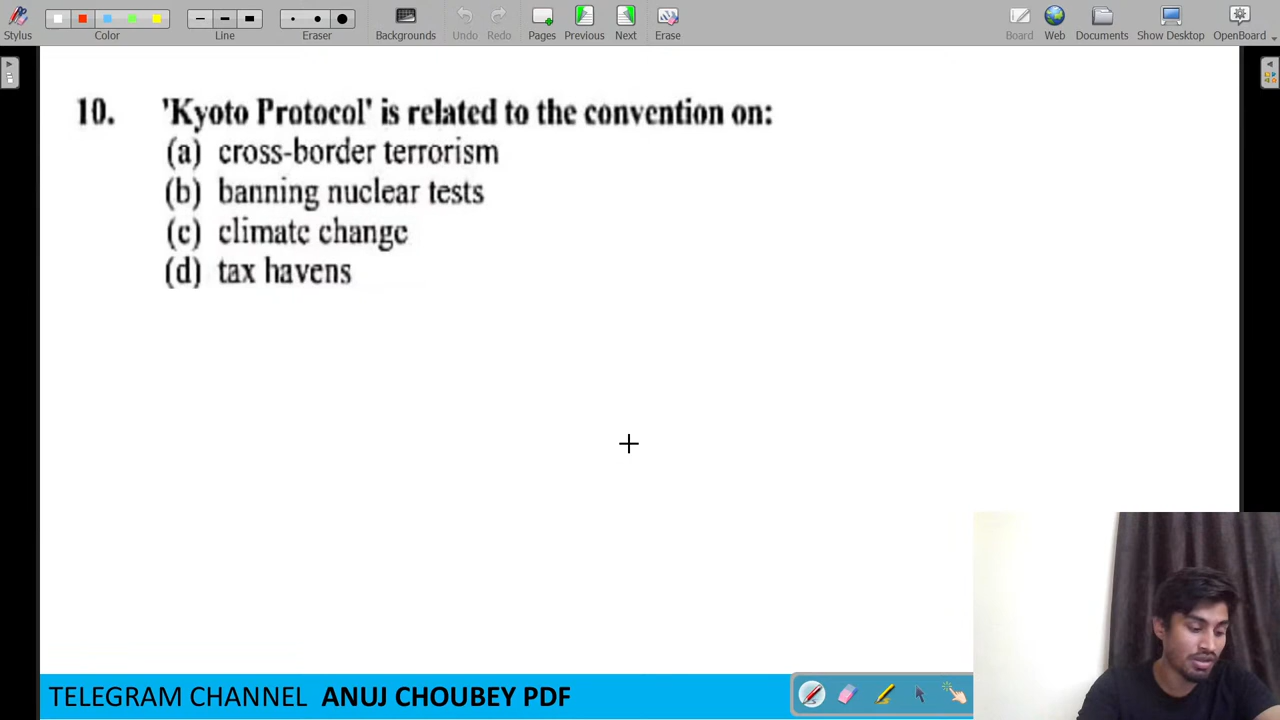 Stylus
Color
Line
Eraser
Backgrounds
Undo
Redo
Pages
Previous
Next
Erase
Board
Web
Documents
Show Desktop
OpenBoard
10. 'Kyoto Protocol' is related to the convention on:
(a) cross-border terrorism
(b) banning nuclear tests
(c) climate change
(d) tax havens
TELEGRAM CHANNEL ANUJ CHOUBEY PDF